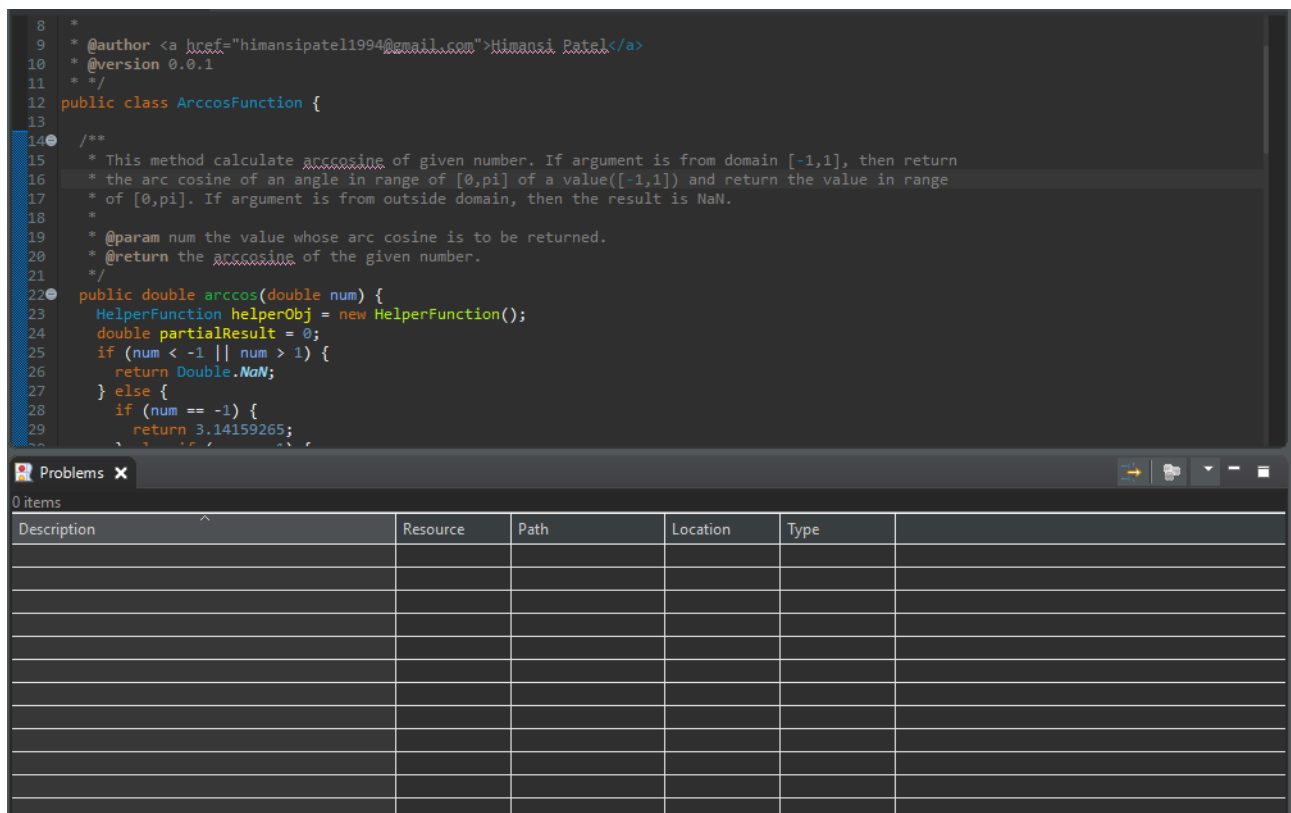 8 *
9 * @author <a href="himansipatel1994@gmail.com">Himansi Patel</a>
10 * @version 0.0.1
11 * */
12 public class ArccosFunction {
13
14 /**
15 * This method calculate arccosine of given number. If argument is from domain [-1,1], then return
16 * the arc cosine of an angle in range of [0,pi] of a value([-1,1]) and return the value in range
17 * of [0,pi]. If argument is from outside domain, then the result is NaN.
18 *
19 * @param num the value whose arc cosine is to be returned.
20 * @return the arccosine of the given number.
21 */
22 public double arccos(double num) {
23 HelperFunction helperObj = new HelperFunction();
24 double partialResult = 0;
25 if (num < -1 || num > 1) {
26 return Double.NaN;
27 } else {
28 if (num == -1) {
29 return 3.14159265;
Problems
0 items
Description Resource Path Location Type